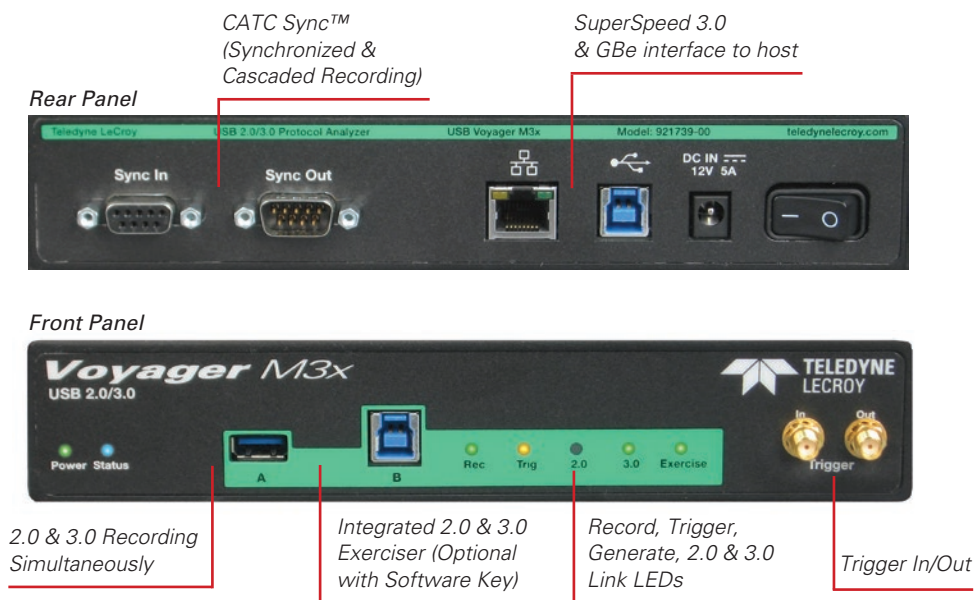 CATC Sync™
(Synchronized &
Cascaded Recording)
SuperSpeed 3.0
& GBe interface to host
Rear Panel
Teledyne LeCroy
USB 2.0/3.0 Protocol Analyzer
USB Voyager M3x
Model: 921739-00
teledynelecroy.com
Sync In
Sync Out
DC IN
12V 5A
Front Panel
Voyager M3x
USB 2.0/3.0
TELEDYNE
LECROY
In
Out
Trigger
Power
Status
A
B
Rec
Trig
2.0
3.0
Exercise
2.0 & 3.0 Recording
Simultaneously
Integrated 2.0 & 3.0
Exerciser (Optional
with Software Key)
Record, Trigger,
Generate, 2.0 & 3.0
Link LEDs
Trigger In/Out